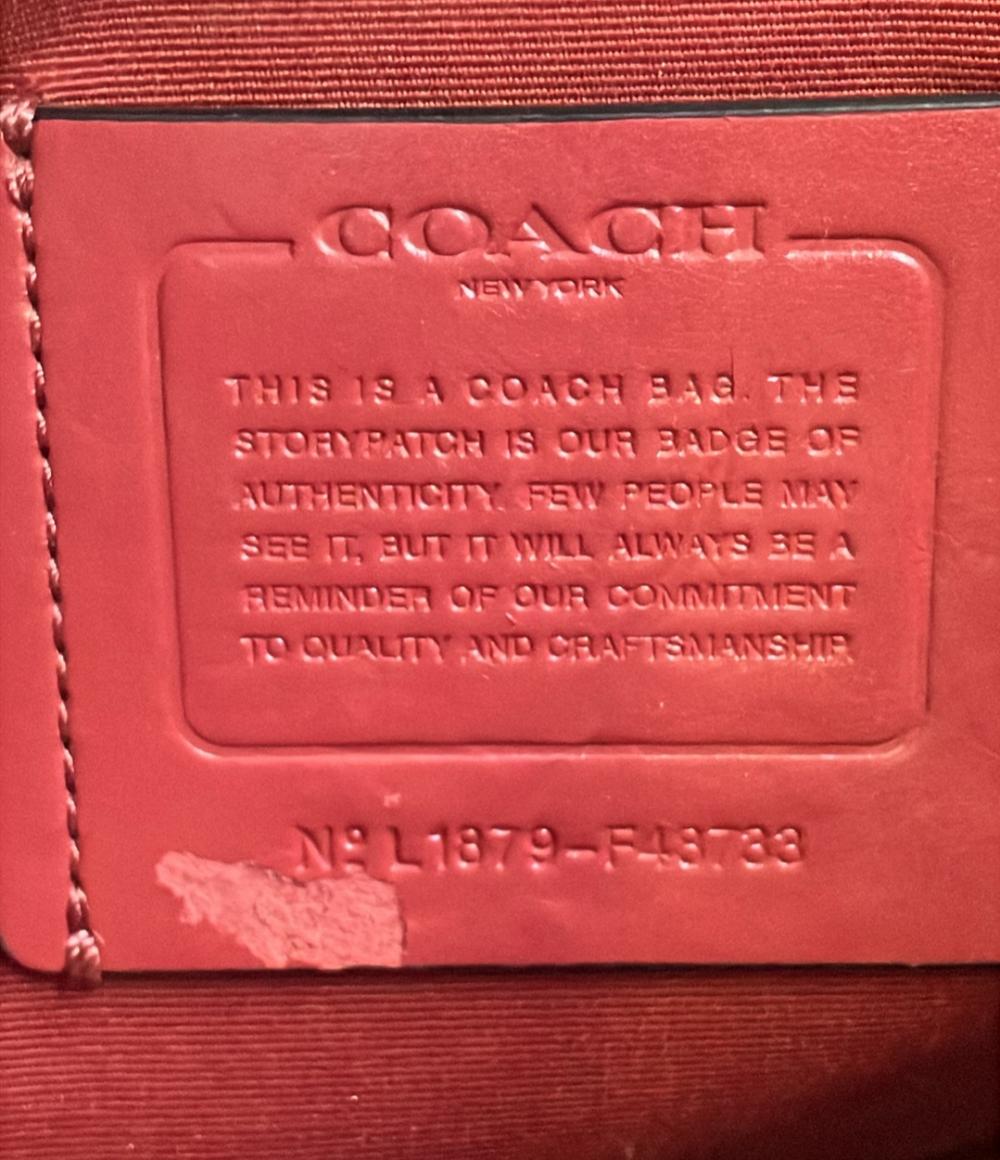 COACH
NEW YORK
THIS IS A COACH BAG. THE
STORYPATCH IS OUR BADGE OF
AUTHENTICITY. FEW PEOPLE MAY
SEE IT, BUT IT WILL ALWAYS BE A
REMINDER OF OUR COMMITMENT
TO QUALITY AND CRAFTSMANSHIP.
Nº L1879-F48733